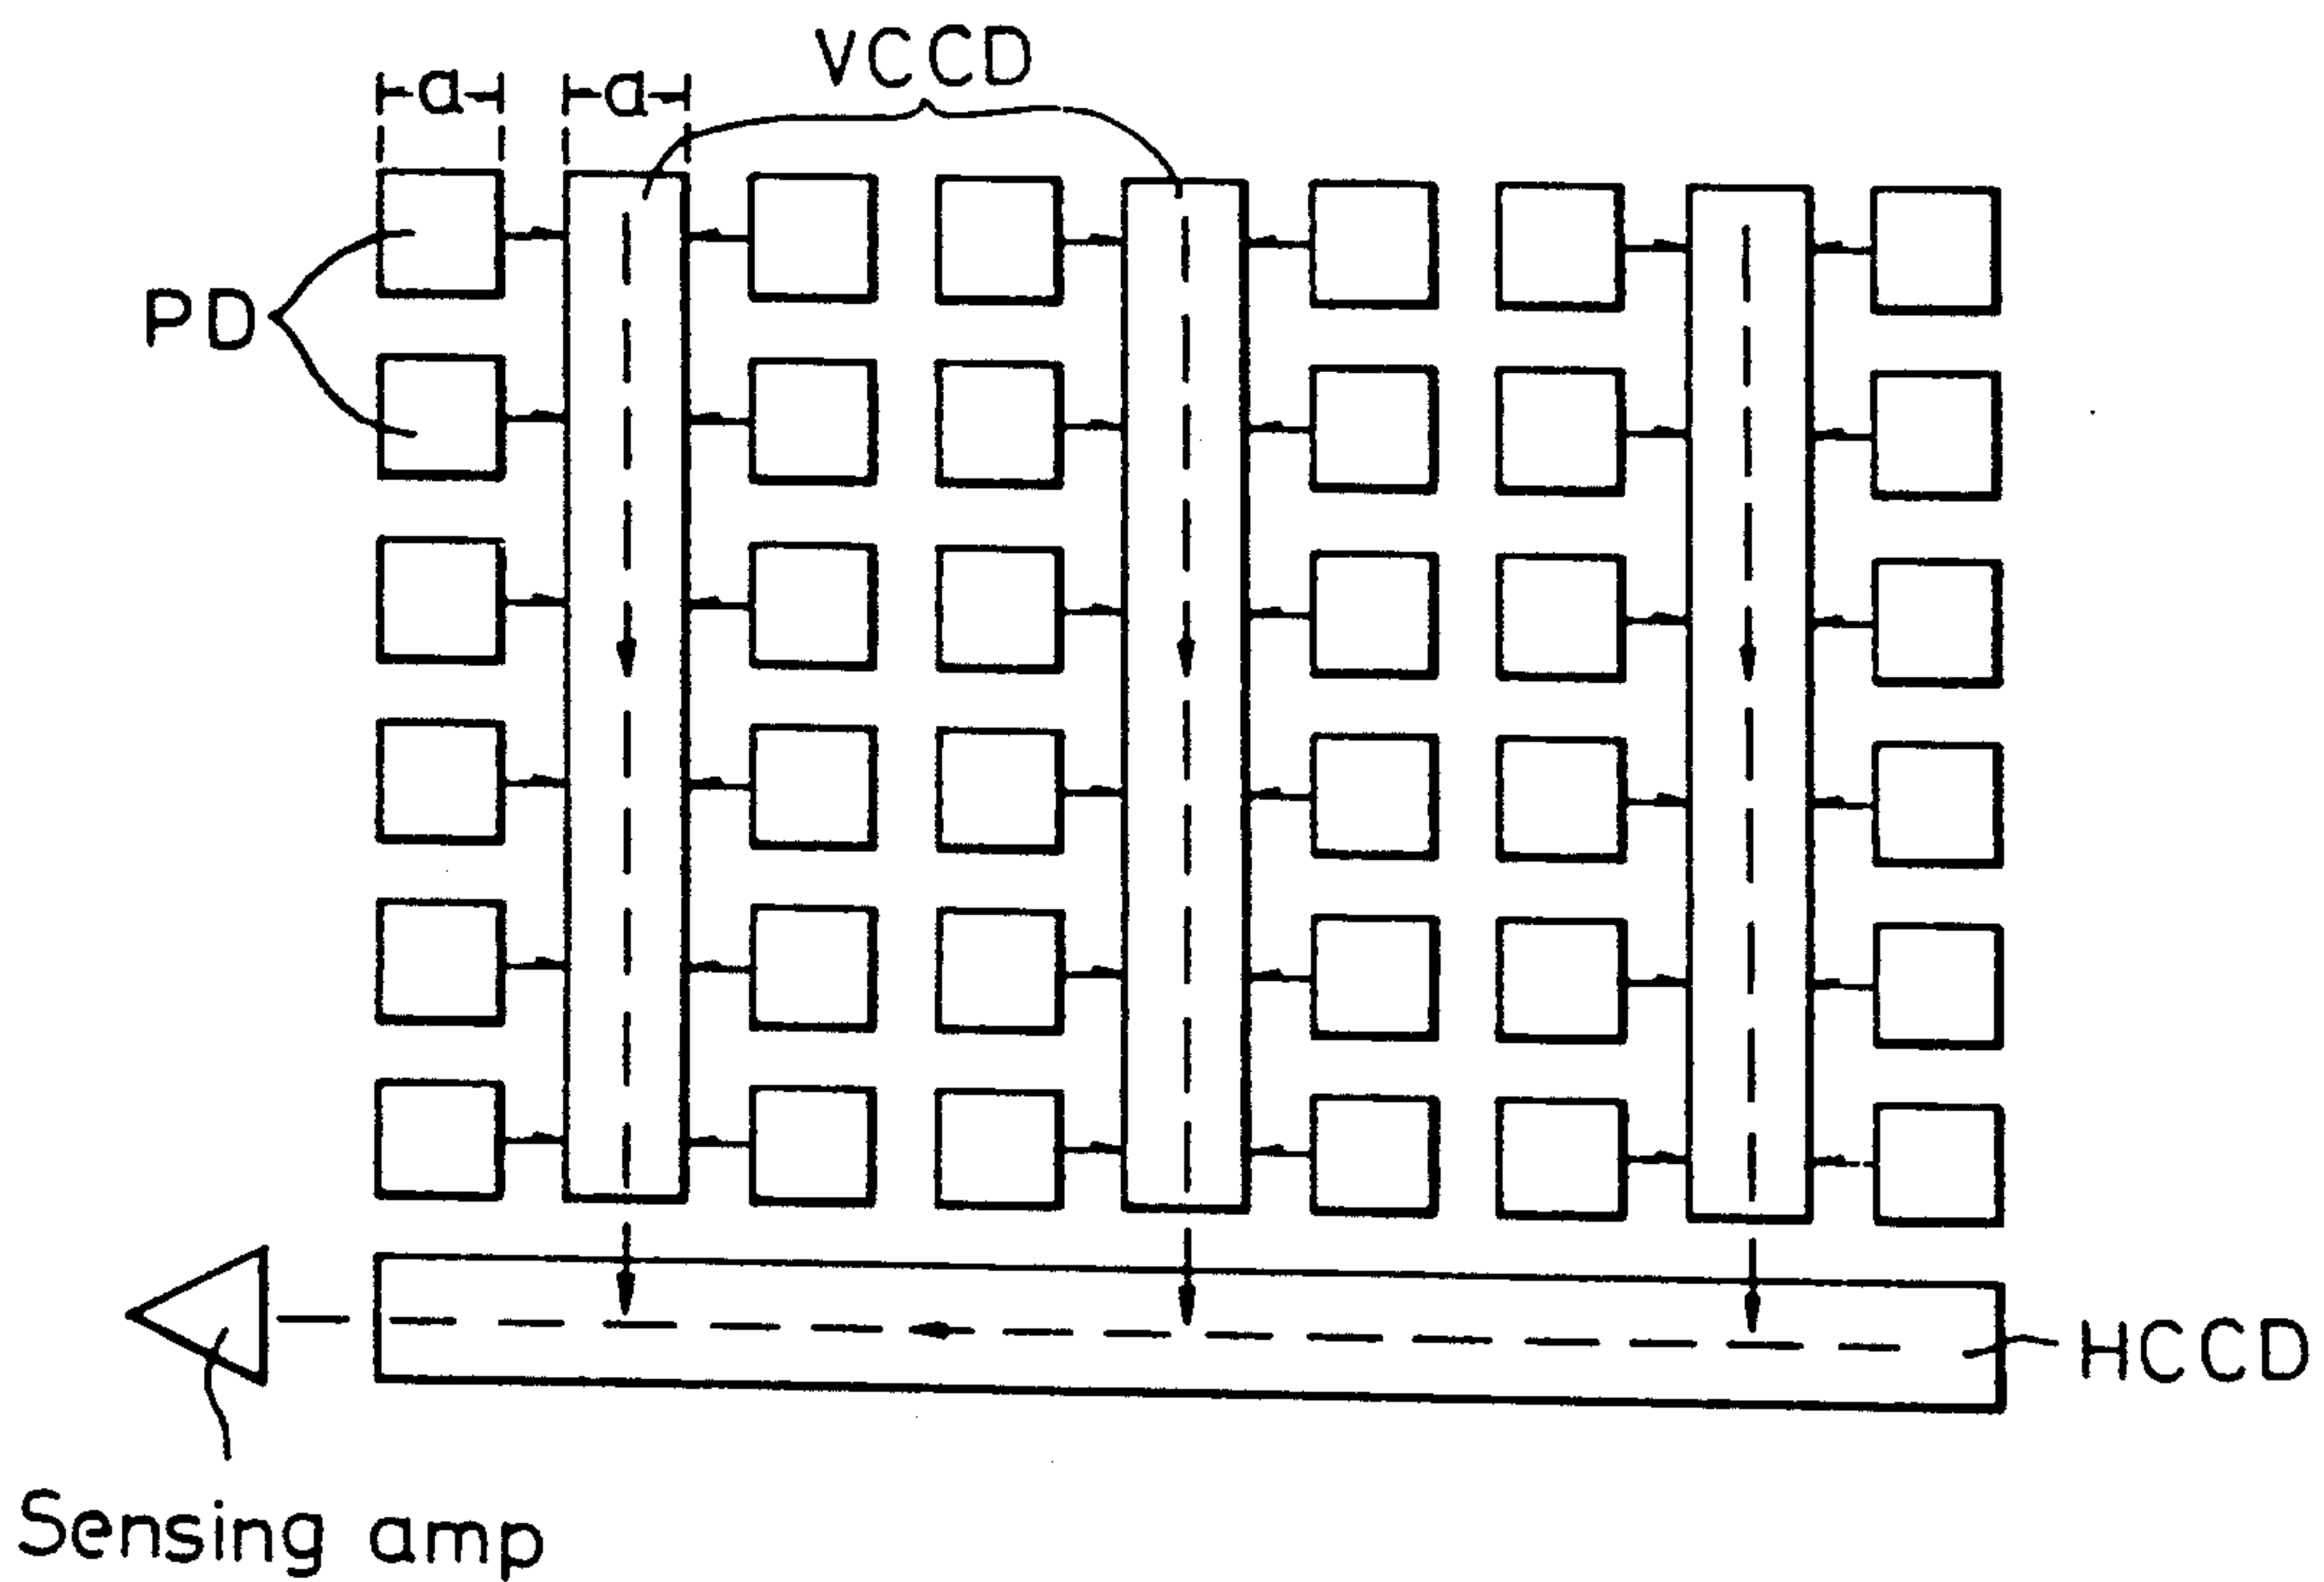 VCCD
a
a
PD
HCCD
Sensing amp